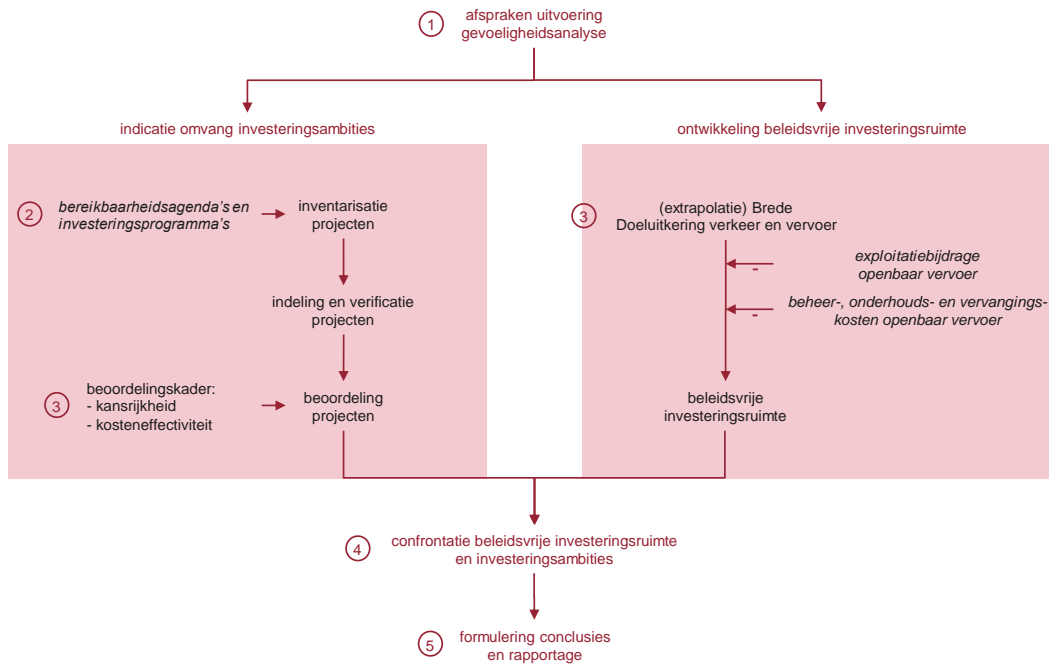 1
afspraken uitvoering
gevoeligheidsanalyse
indicatie omvang investeringsambities
2
bereikbaarheidsagenda's en
investeringsprogramma's
inventarisatie
projecten
indeling en verificatie
projecten
3
beoordelingskader:
- kansrijkheid
- kosteneffectiviteit
beoordeling
projecten
ontwikkeling beleidsvrije investeringsruimte
3
(extrapolatie) Brede
Doeluitkering verkeer en vervoer
-
exploitatiebijdrage
openbaar vervoer
-
beheer-, onderhouds- en vervangings-
kosten openbaar vervoer
beleidsvrije
investeringsruimte
4
confrontatie beleidsvrije investeringsruimte
en investeringsambities
5
formulering conclusies
en rapportage